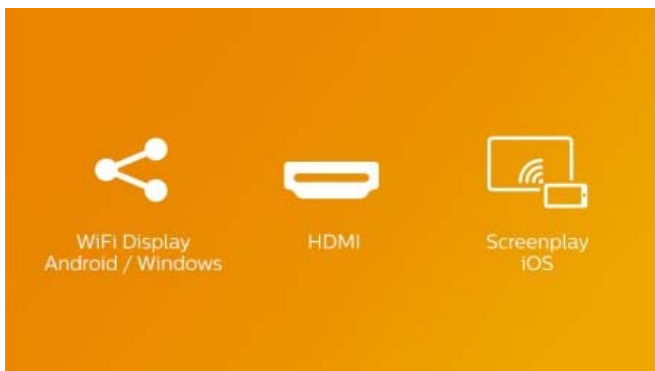 WiFi Display
Android / Windows
HDMI
Screenplay
iOS